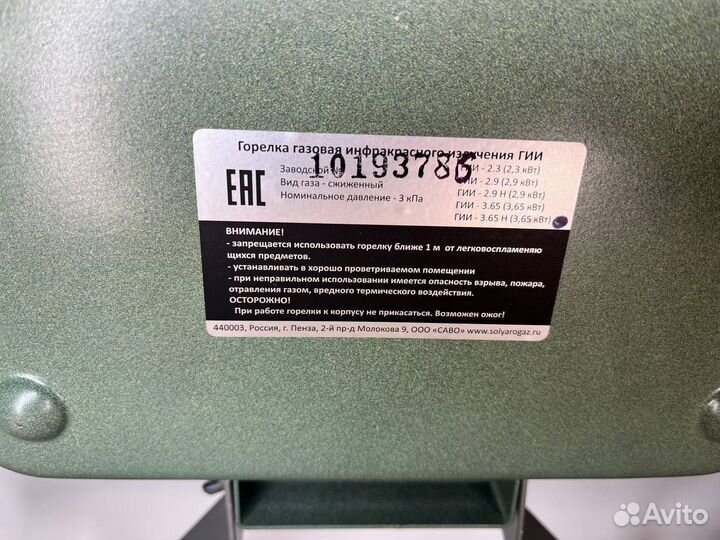 Горелка газовая инфракрасного излучения ГИИ
EAC
Заводской №
10193786
Вид газа - сжиженный
Номинальное давление - 3 кПа
ГИИ - 2.3 (2,3 кВт)
ГИИ - 2.9 (2,9 кВт)
ГИИ - 2.9 Н (2,9 кВт)
ГИИ - 3.65 (3,65 кВт)
ГИИ - 3.65 Н (3,65 кВт)
ВНИМАНИЕ!
- запрещается использовать горелку ближе 1 м от легковоспламеняю
щихся предметов.
- устанавливать в хорошо проветриваемом помещении
- при неправильном использовании имеется опасность взрыва, пожара,
отравления газом, вредного термического воздействия.
ОСТОРОЖНО!
При работе горелки к корпусу не прикасаться. Возможен ожог!
440003, Россия, г. Пенза, 2-й пр-д Молокова 9, ООО «САВО» www.solyarogaz.ru
Avito